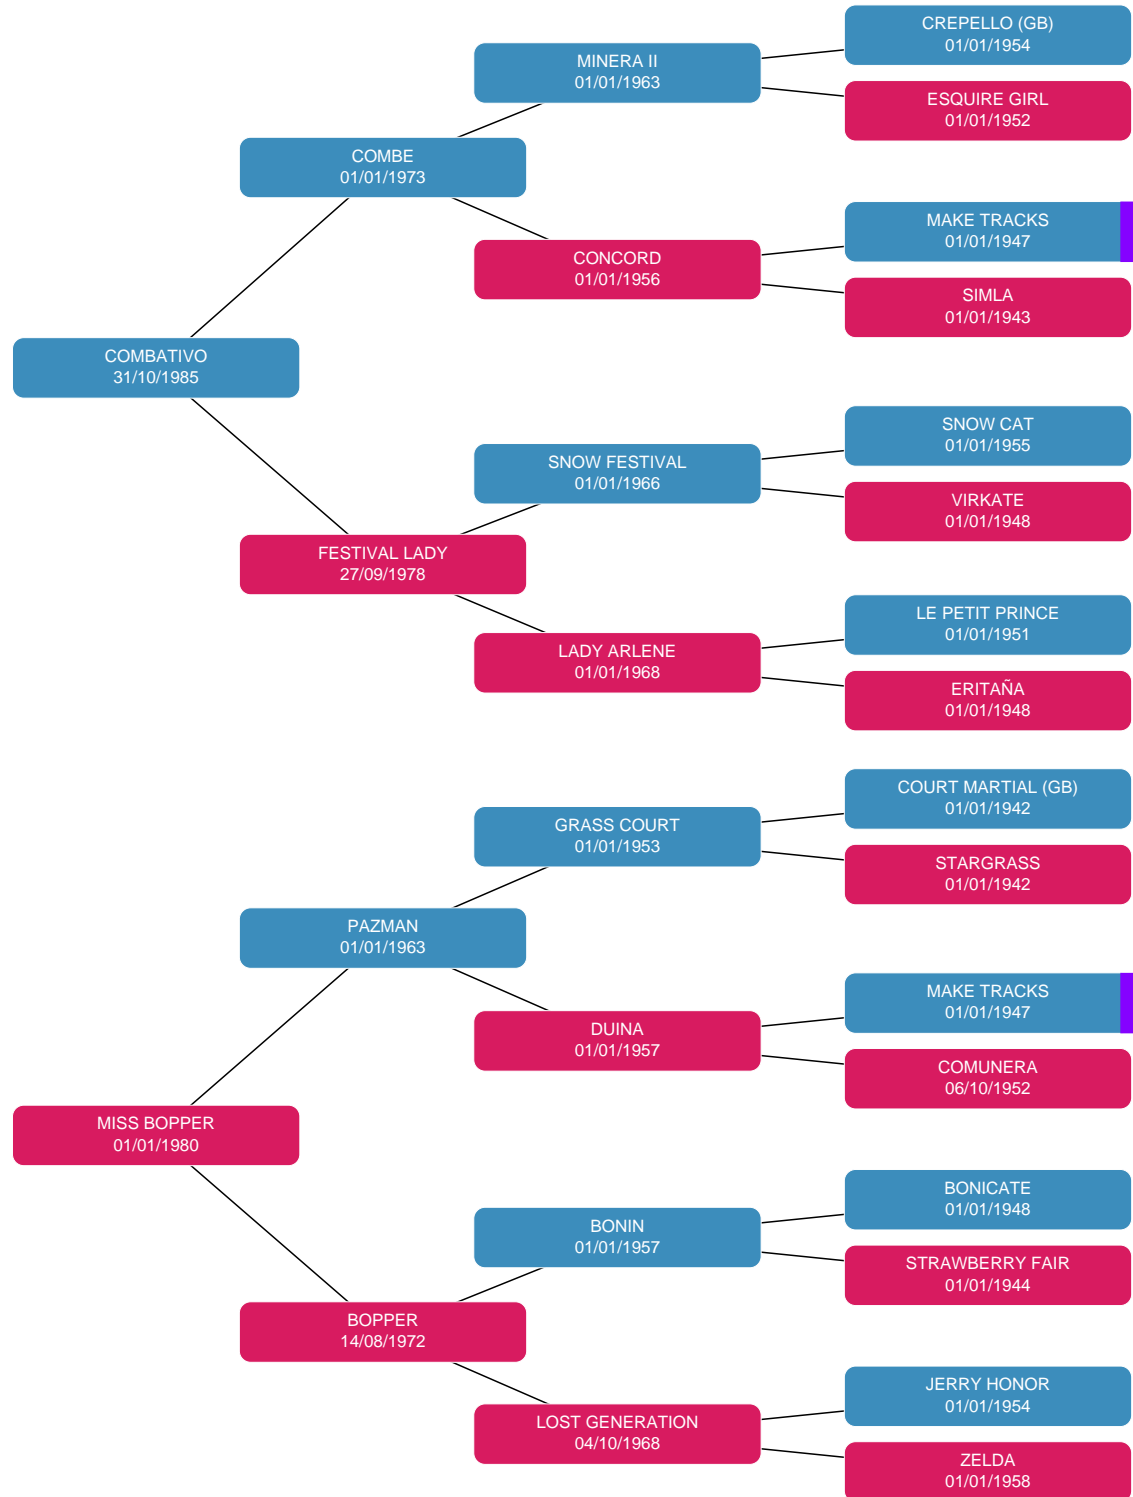 CREPELLO (GB)
01/01/1954
MINERA II
01/01/1963
ESQUIRE GIRL
01/01/1952
COMBE
01/01/1973
MAKE TRACKS
01/01/1947
CONCORD
01/01/1956
SIMLA
01/01/1943
COMBATIVO
31/10/1985
SNOW CAT
01/01/1955
SNOW FESTIVAL
01/01/1966
VIRKATE
01/01/1948
FESTIVAL LADY
27/09/1978
LE PETIT PRINCE
01/01/1951
LADY ARLENE
01/01/1968
ERITAÑA
01/01/1948
COURT MARTIAL (GB)
01/01/1942
GRASS COURT
01/01/1953
STARGRASS
01/01/1942
PAZMAN
01/01/1963
MAKE TRACKS
01/01/1947
DUINA
01/01/1957
COMUNERA
06/10/1952
MISS BOPPER
01/01/1980
BONICATE
01/01/1948
BONIN
01/01/1957
STRAWBERRY FAIR
01/01/1944
BOPPER
14/08/1972
JERRY HONOR
01/01/1954
LOST GENERATION
04/10/1968
ZELDA
01/01/1958